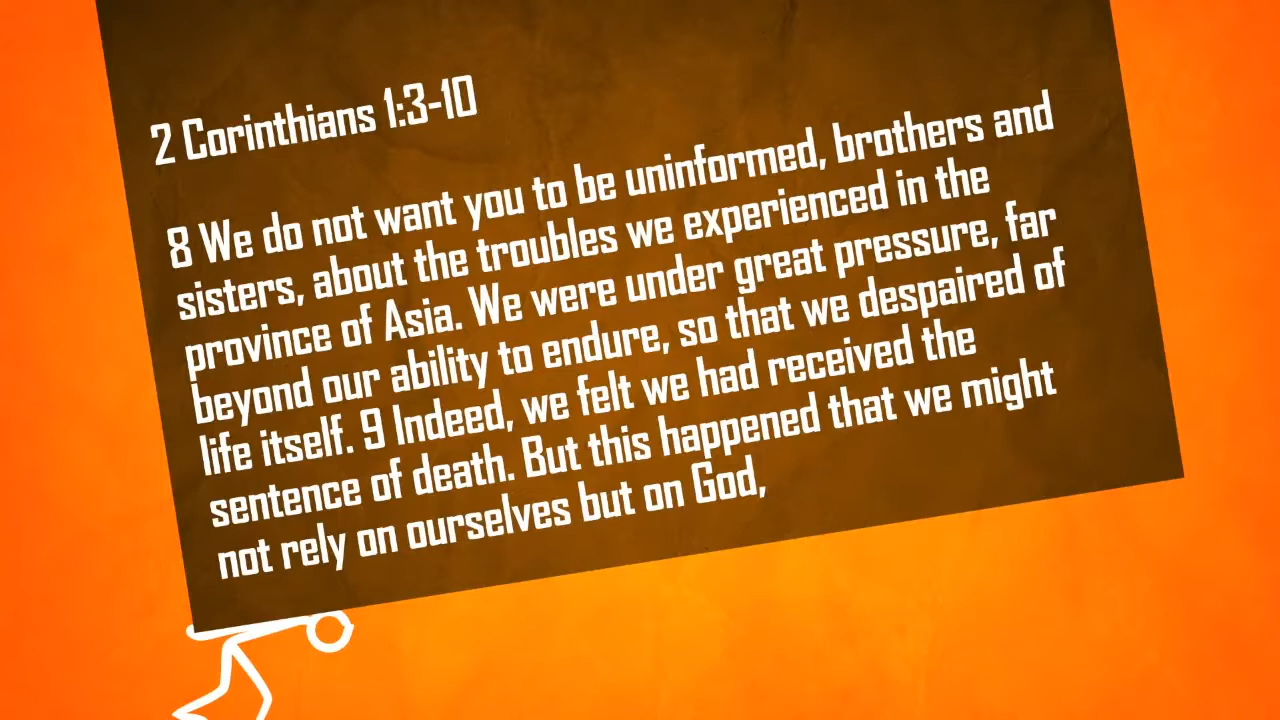 2 Corinthians 1:3-10
8 We do not want you to be uninformed, brothers and
sisters, about the troubles we experienced in the
province of Asia. We were under great pressure, far
beyond our ability to endure, so that we despaired of
life itself. 9 Indeed, we felt we had received the
sentence of death. But this happened that we might
not rely on ourselves but on God,